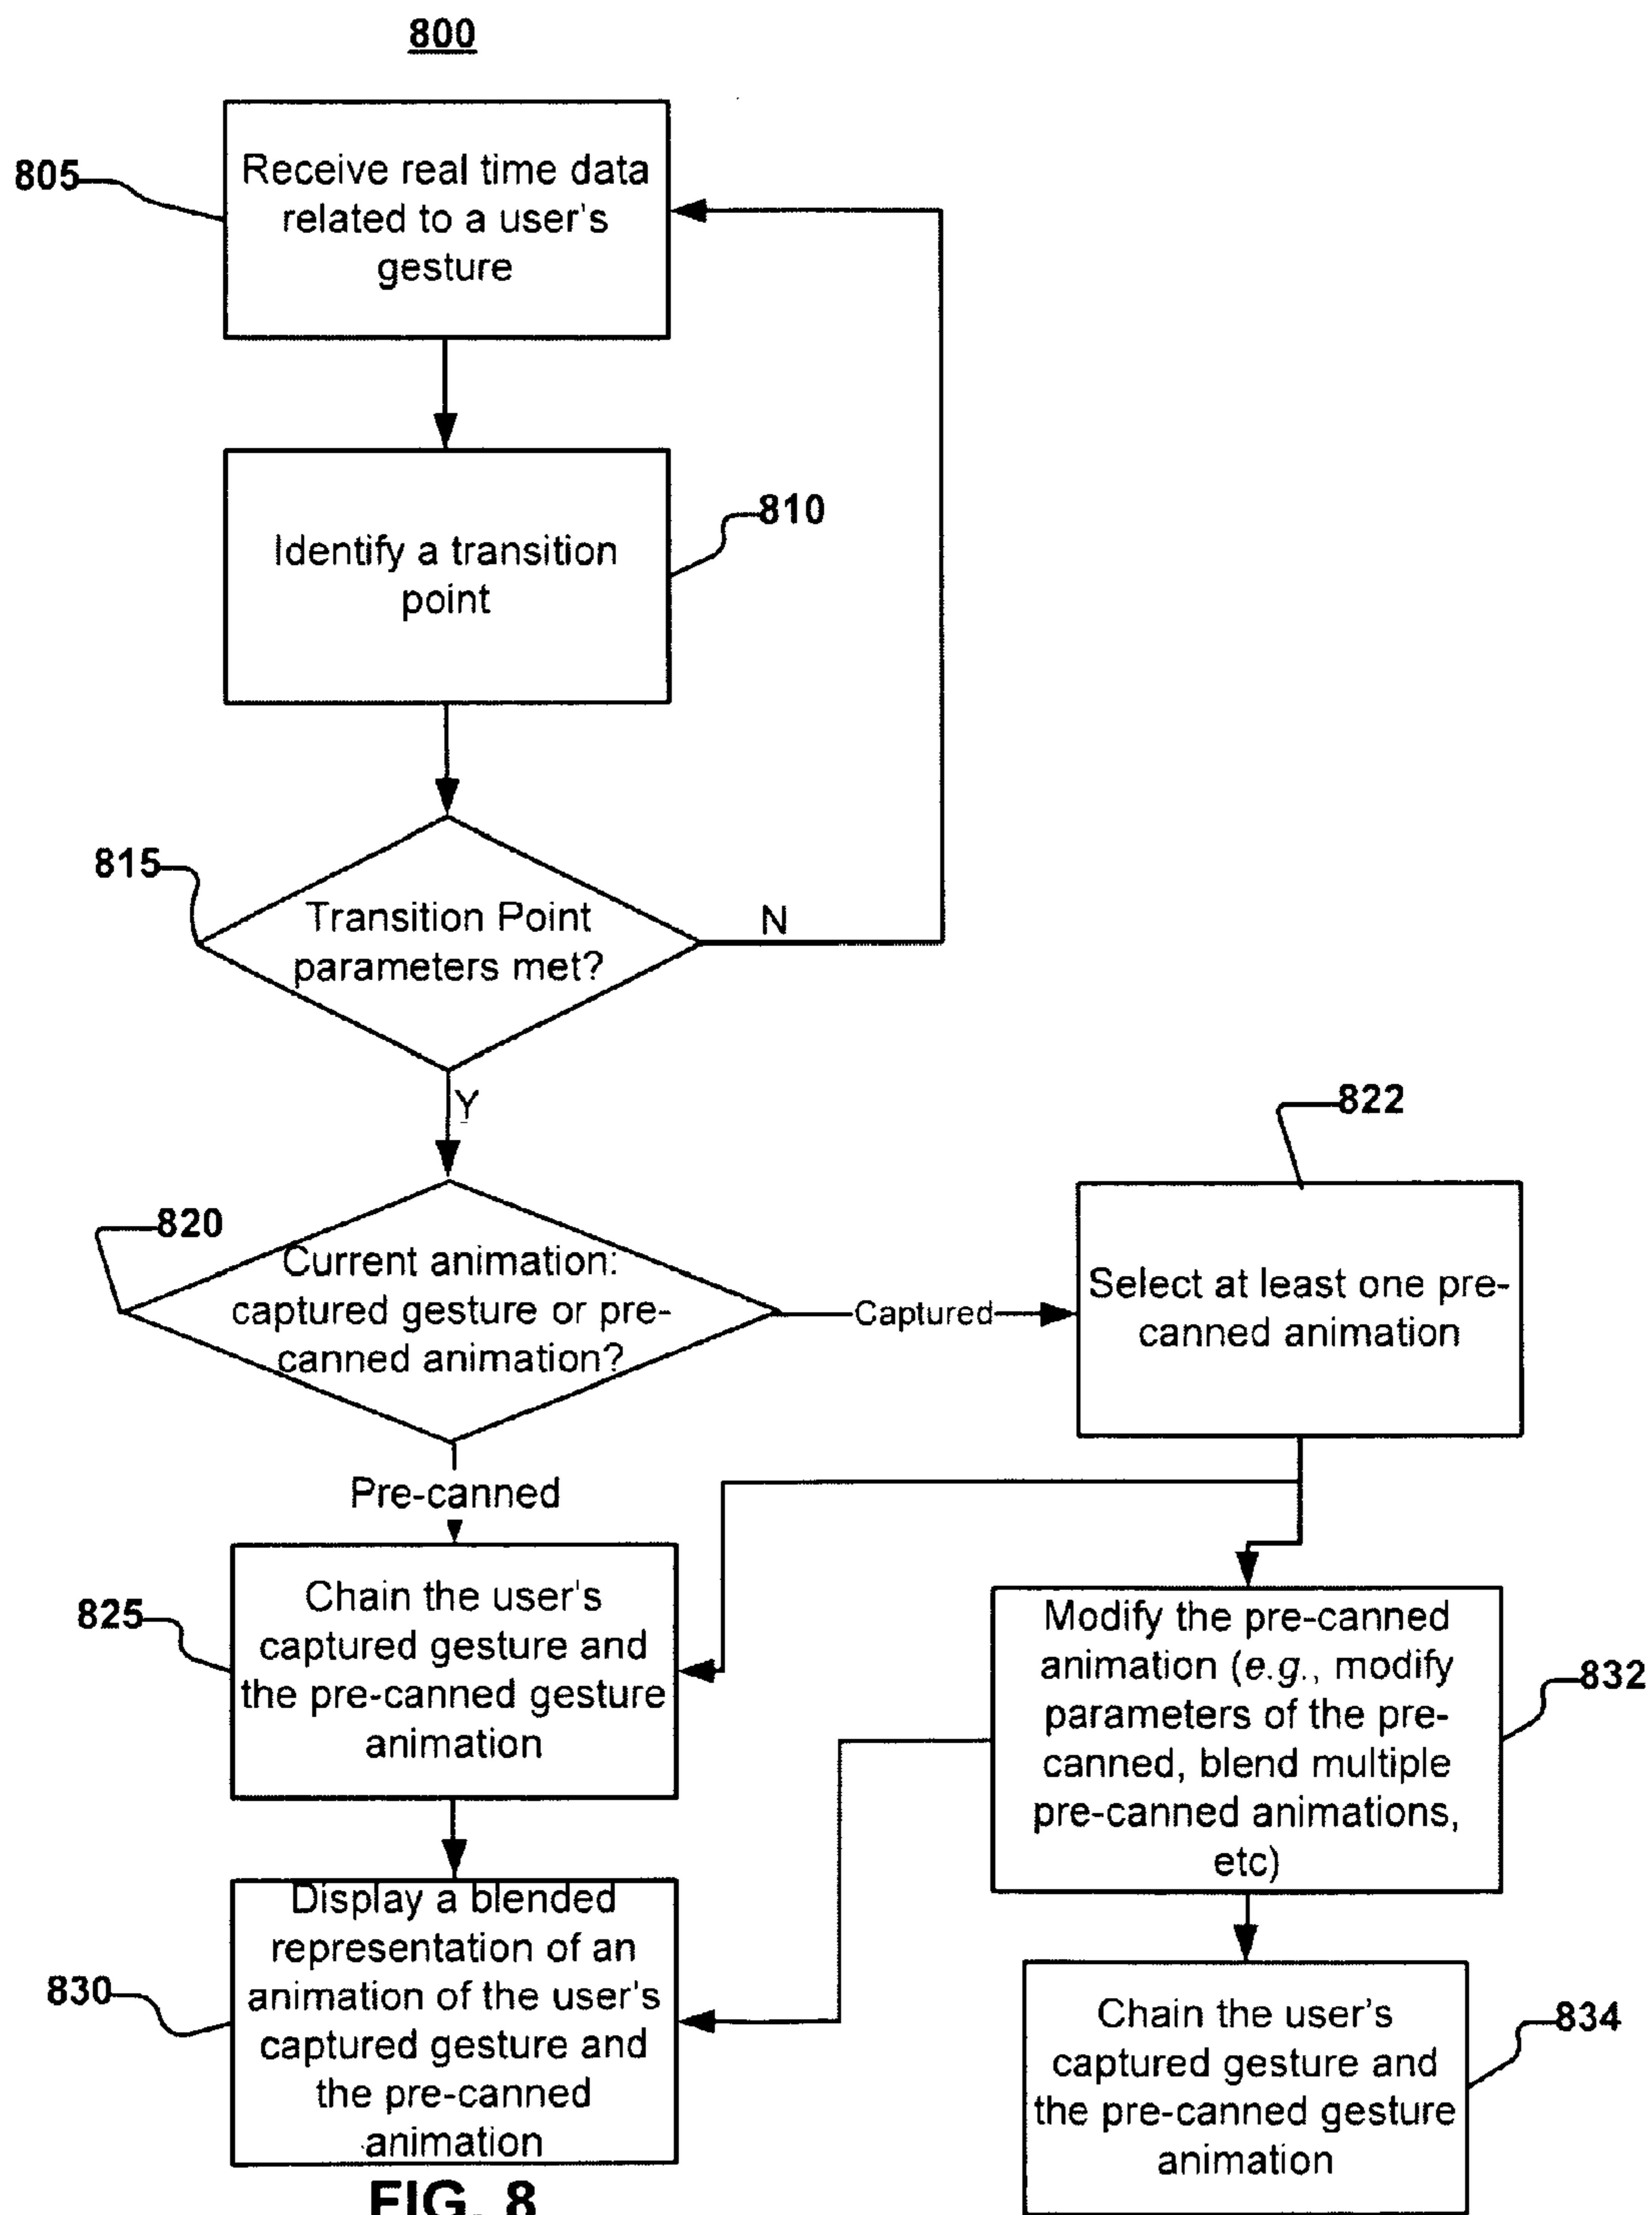 800
805
Receive real time data
related to a user's
gesture
810
Identify a transition
point
815
Transition Point
parameters met?
N
Y
820
Current animation:
captured gesture or pre-
canned animation?
Captured
822
Select at least one pre-
canned animation
Pre-canned
825
Chain the user's
captured gesture and
the pre-canned gesture
animation
832
Modify the pre-canned
animation (e.g., modify
parameters of the pre-
canned, blend multiple
pre-canned animations,
etc)
830
Display a blended
representation of an
animation of the user's
captured gesture and
the pre-canned
animation
834
Chain the user's
captured gesture and
the pre-canned gesture
animation
FIG. 8